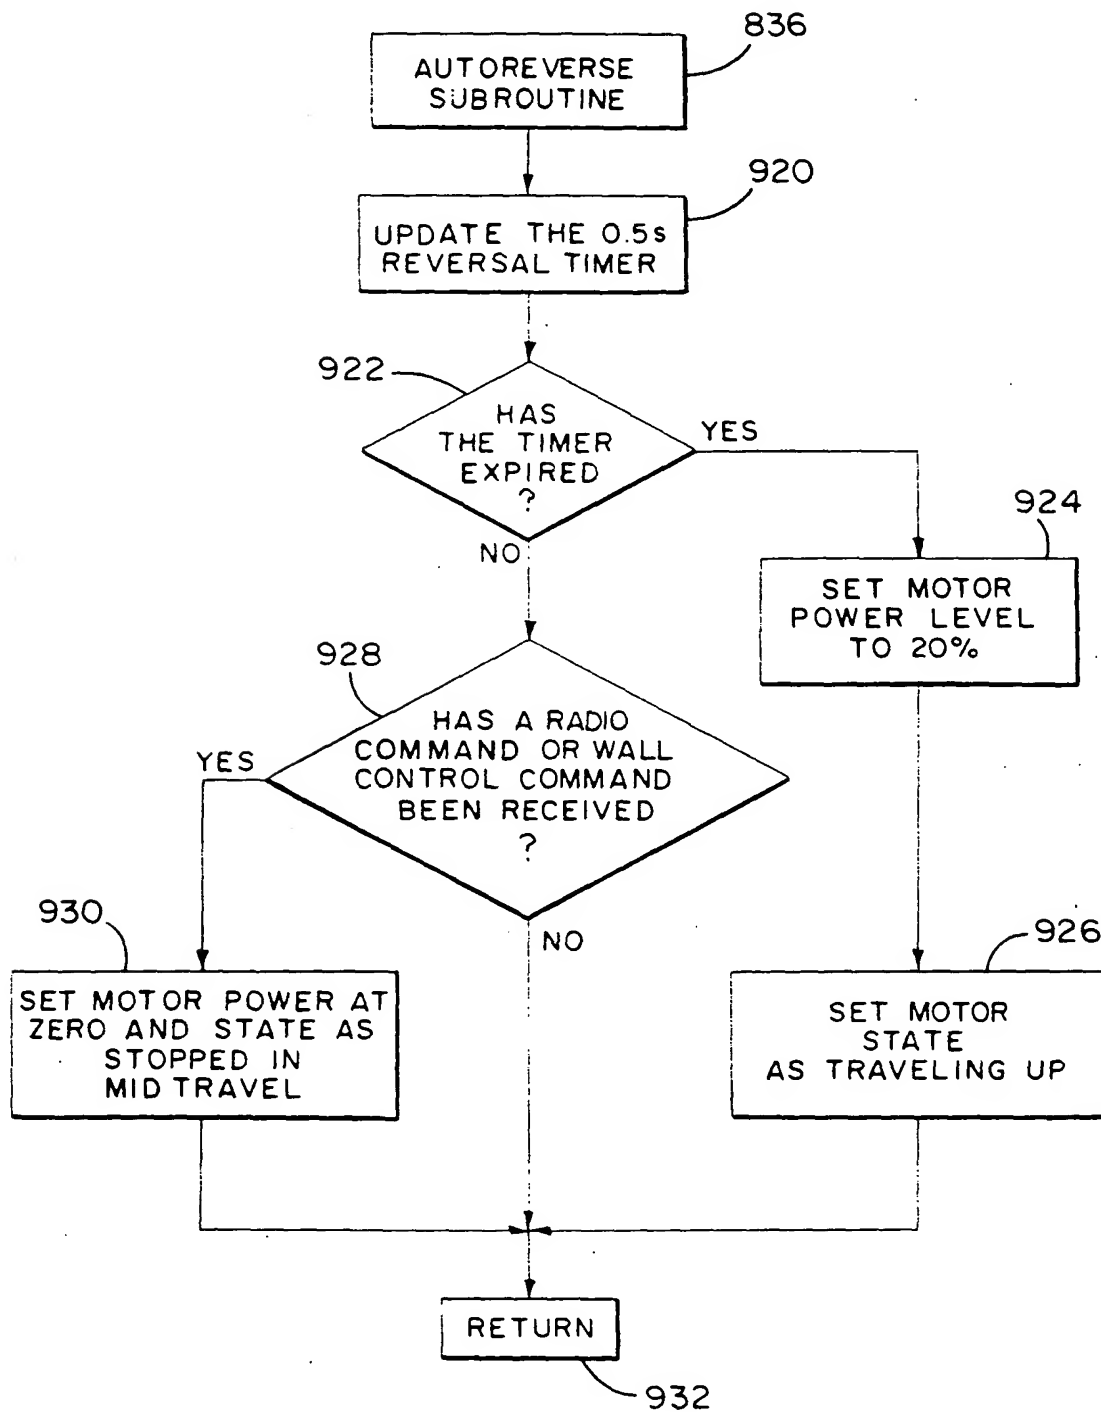 836
AUTOREVERSE
SUBROUTINE
920
UPDATE THE 0.5s
REVERSAL TIMER
922
HAS
THE TIMER
EXPIRED
?
YES
NO
924
SET MOTOR
POWER LEVEL
TO 20%
928
HAS A RADIO
COMMAND OR WALL
CONTROL COMMAND
BEEN RECEIVED
?
YES
NO
930
SET MOTOR POWER AT
ZERO AND STATE AS
STOPPED IN
MID TRAVEL
926
SET MOTOR
STATE
AS TRAVELING UP
RETURN
932